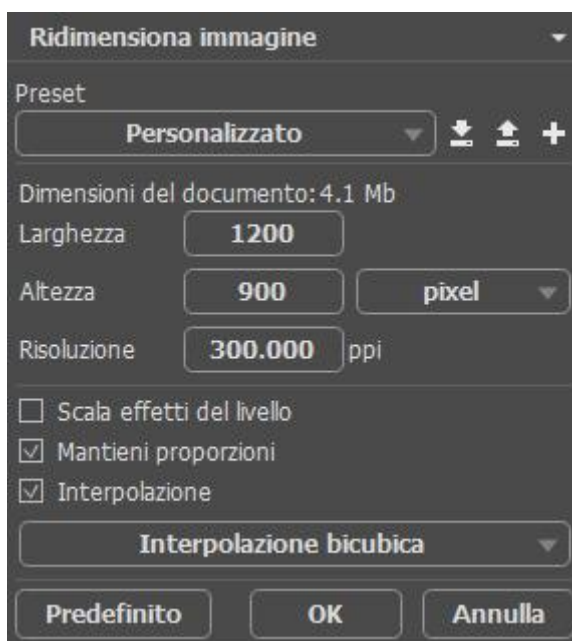 Ridimensiona immagine
Preset
Personalizzato
Dimensioni del documento: 4.1 Mb
Larghezza 1200
Altezza 900 pixel
Risoluzione 300.000 ppi
Scala effetti del livello
Mantieni proporzioni
Interpolazione
Interpolazione bicubica
Predefinito OK Annulla